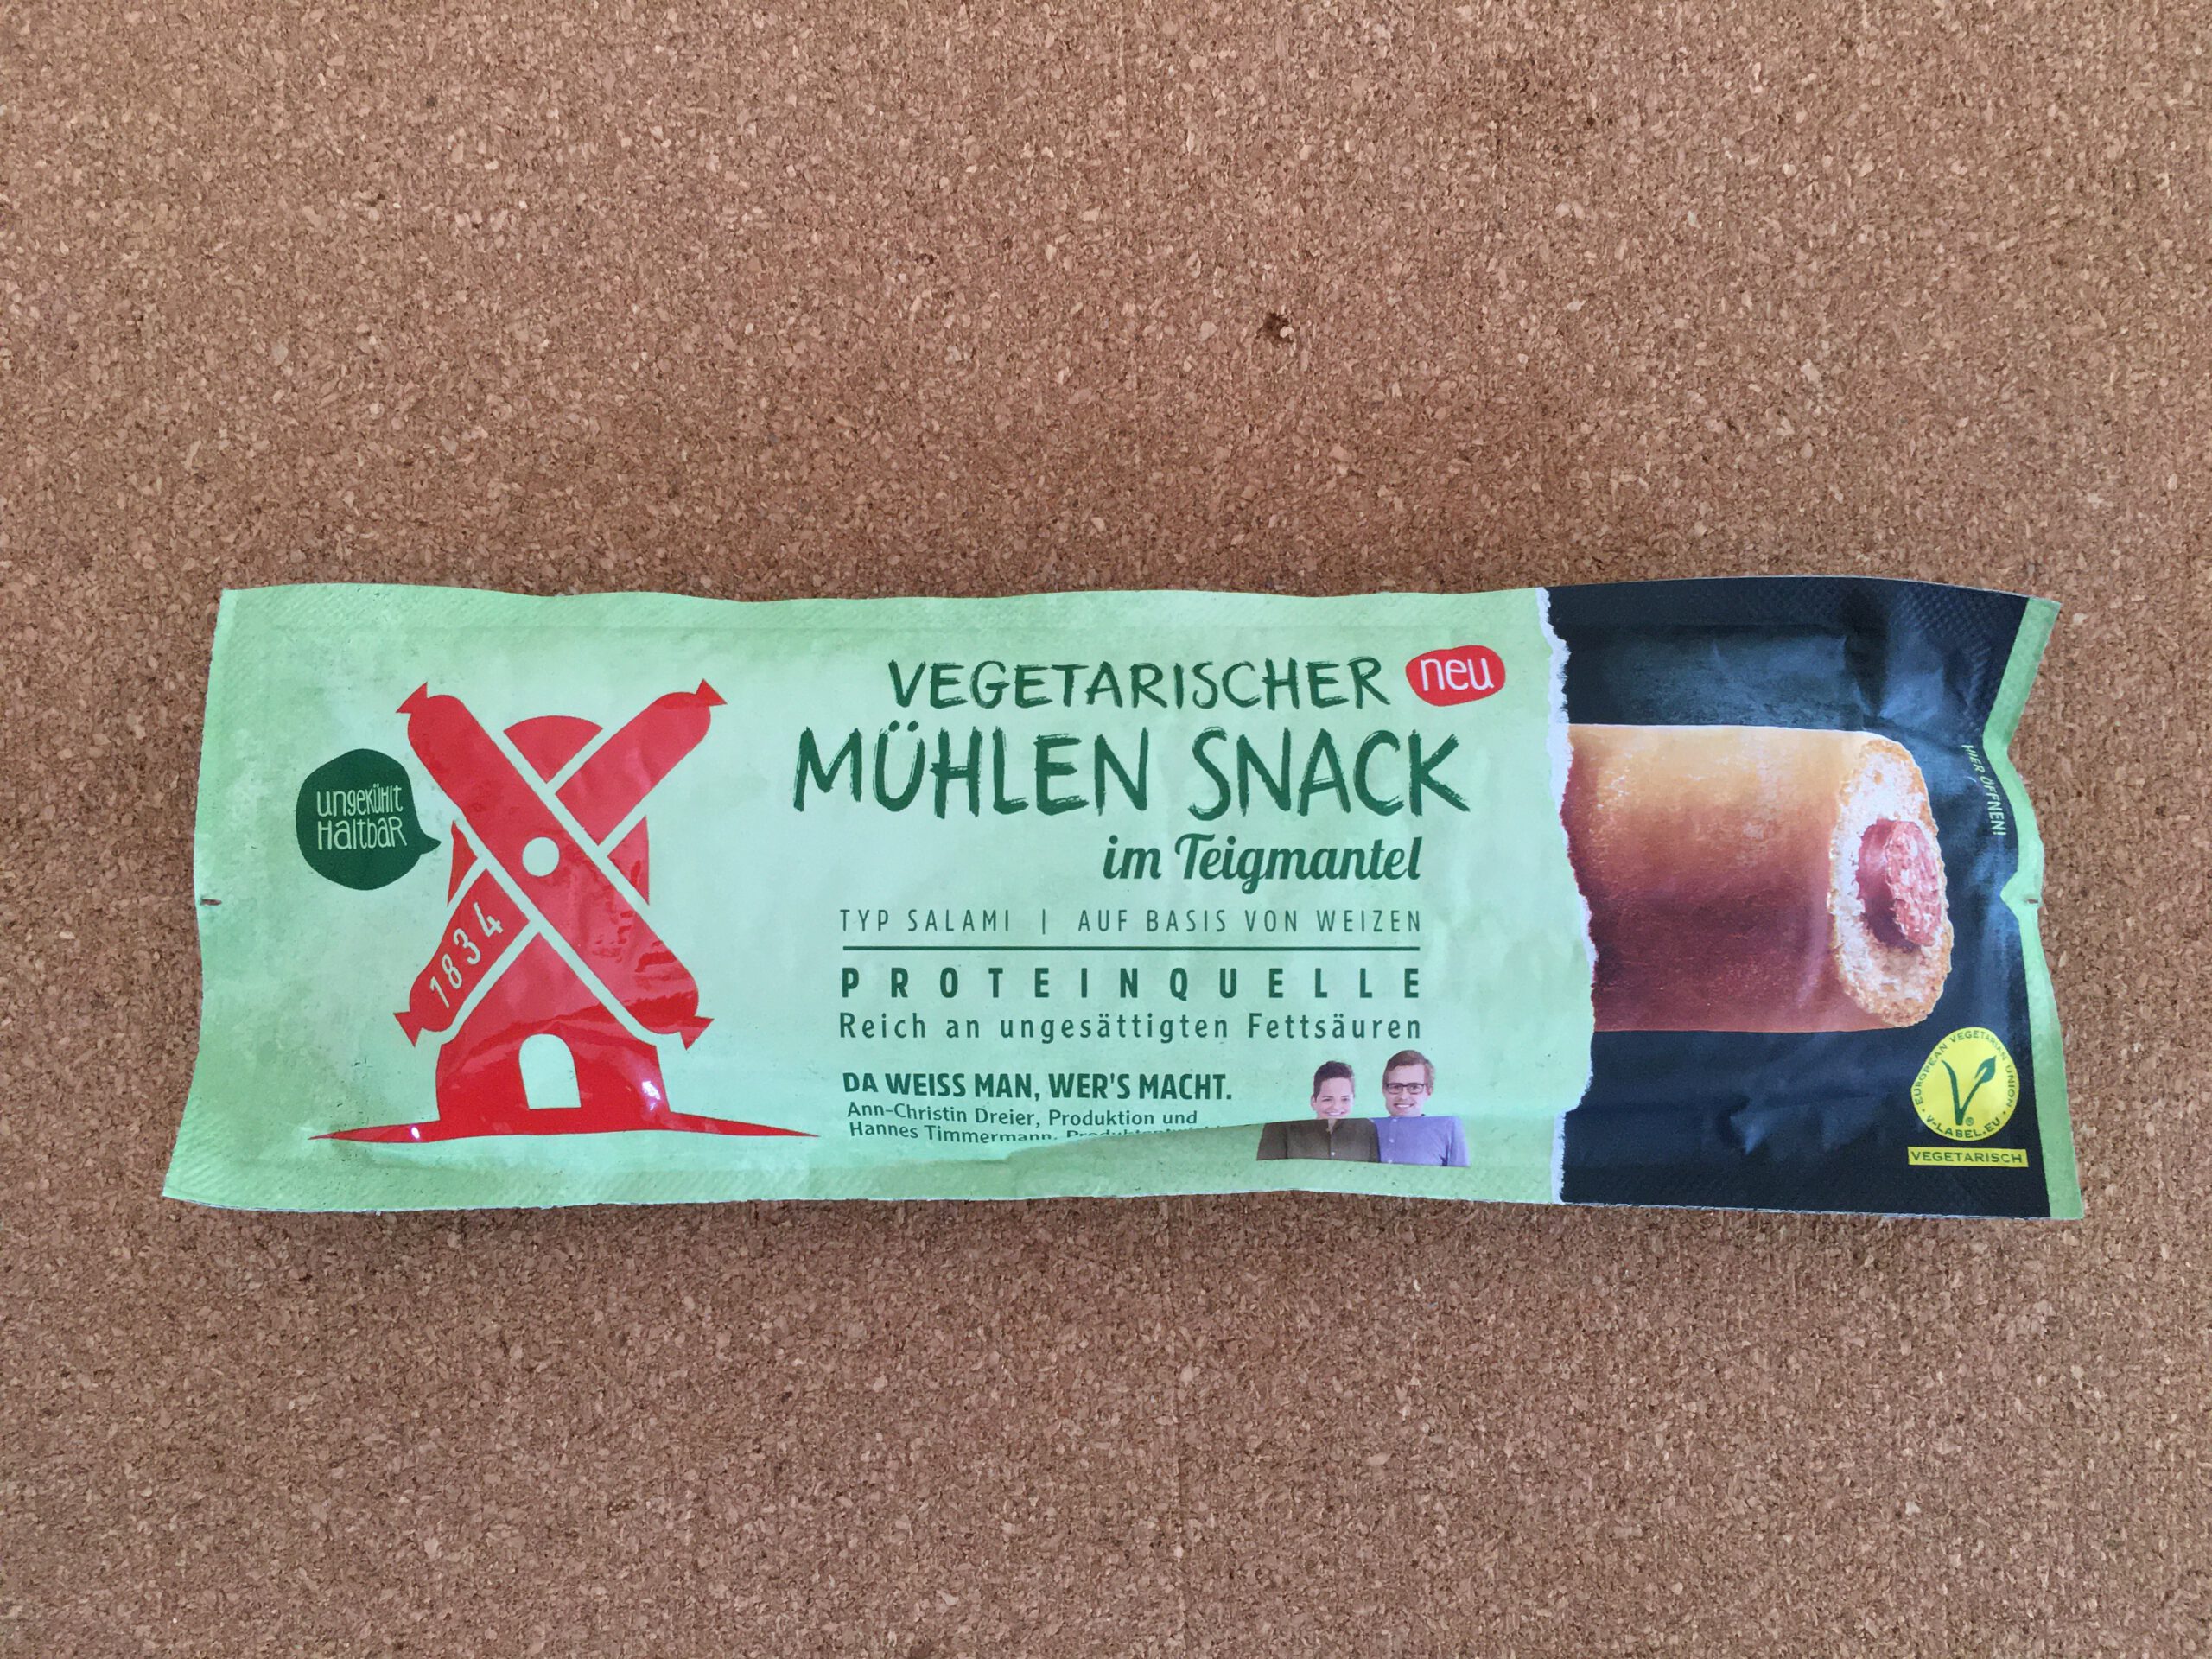 ungekühlt
Haltbar
1834
VEGETARISCHER neu
MÜHLEN SNACK
im Teigmantel
TYP SALAMI | AUF BASIS VON WEIZEN
PROTEINQUELLE
Reich an ungesättigten Fettsäuren
DA WEISS MAN, WER'S MACHT.
Ann-Christin Dreier, Produktion und
Hannes Timmermann,
HIER ÖFFNEN!
EUROPEAN VEGETARIAN UNION
V-LABEL.EU
VEGETARISCH